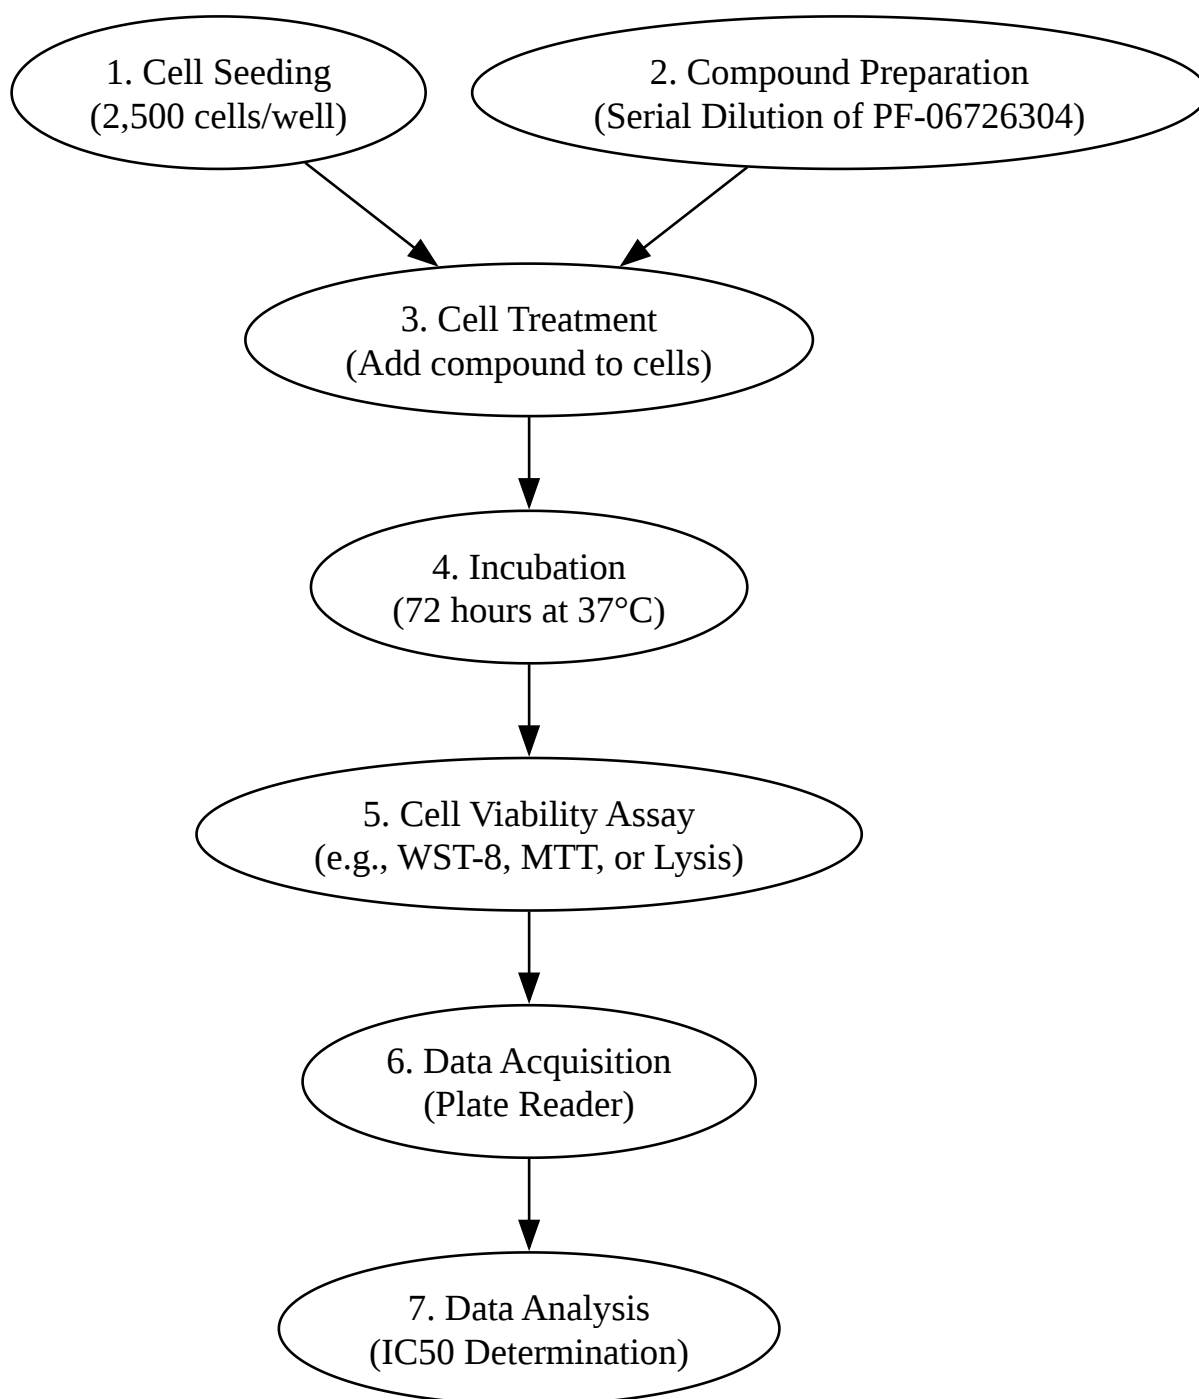 1. Cell Seeding
(2,500 cells/well)
2. Compound Preparation
(Serial Dilution of PF-06726304)
3. Cell Treatment
(Add compound to cells)
4. Incubation
(72 hours at 37°C)
5. Cell Viability Assay
(e.g., WST-8, MTT, or Lysis)
6. Data Acquisition
(Plate Reader)
7. Data Analysis
(IC50 Determination)